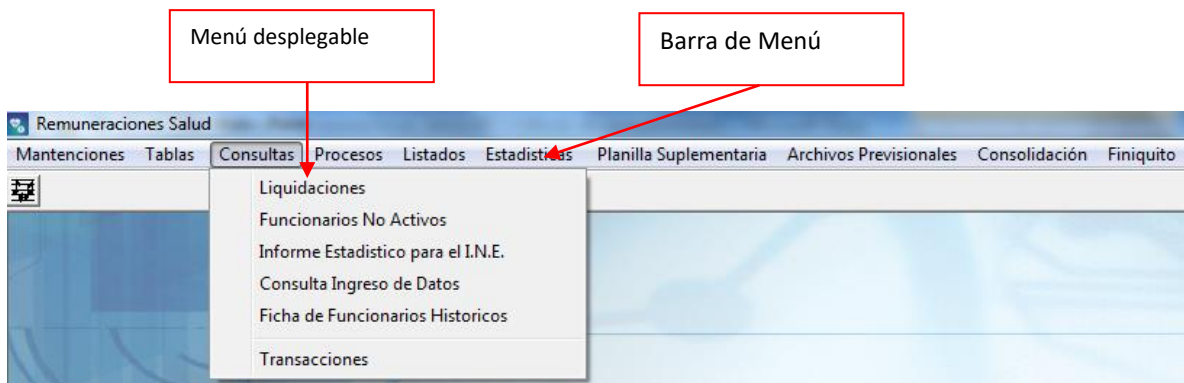 Menú desplegable
Barra de Menú
Remuneraciones Salud
Mantenciones Tablas Consultas Procesos Listados Estadisticas Planilla Suplementaria Archivos Previsionales Consolidación Finiquito
Liquidaciones
Funcionarios No Activos
Informe Estadistico para el I.N.E.
Consulta Ingreso de Datos
Ficha de Funcionarios Historicos
Transacciones